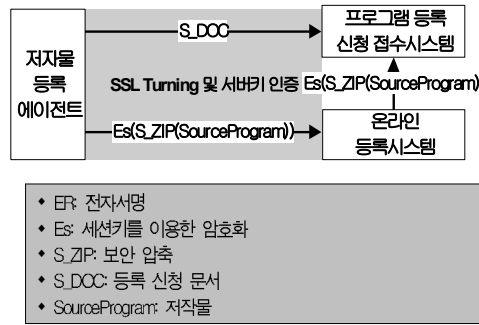 저자물
등록
에이전트
S_DOC
프로그램 등록
신청 접수시스템
SSL Turning 및 서버키 인증
Es(S_ZIP(SourceProgram)
Es(S_ZIP(SourceProgram))
온라인
등록시스템
◆ ER: 전자서명
◆ Es: 세션키를 이용한 암호화
◆ S_ZIP: 보안 압축
◆ S_DOC: 등록 신청 문서
◆ SourceProgram: 저작물